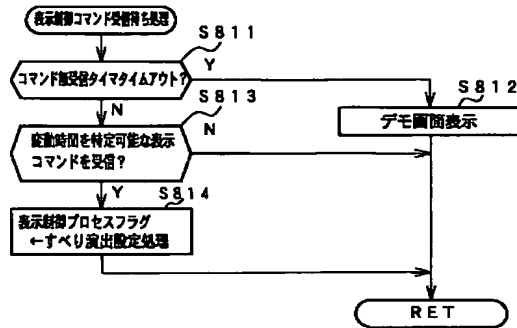 表示制御コマンド受信待ち処理
S811
コマンド無受信タイマタイムアウト?
Y
N
S812
デモ画面表示
S813
変動時間を特定可能な表示
コマンドを受信?
N
Y
S814
表示制御プロセスフラグ
←すべり演出設定処理
RET